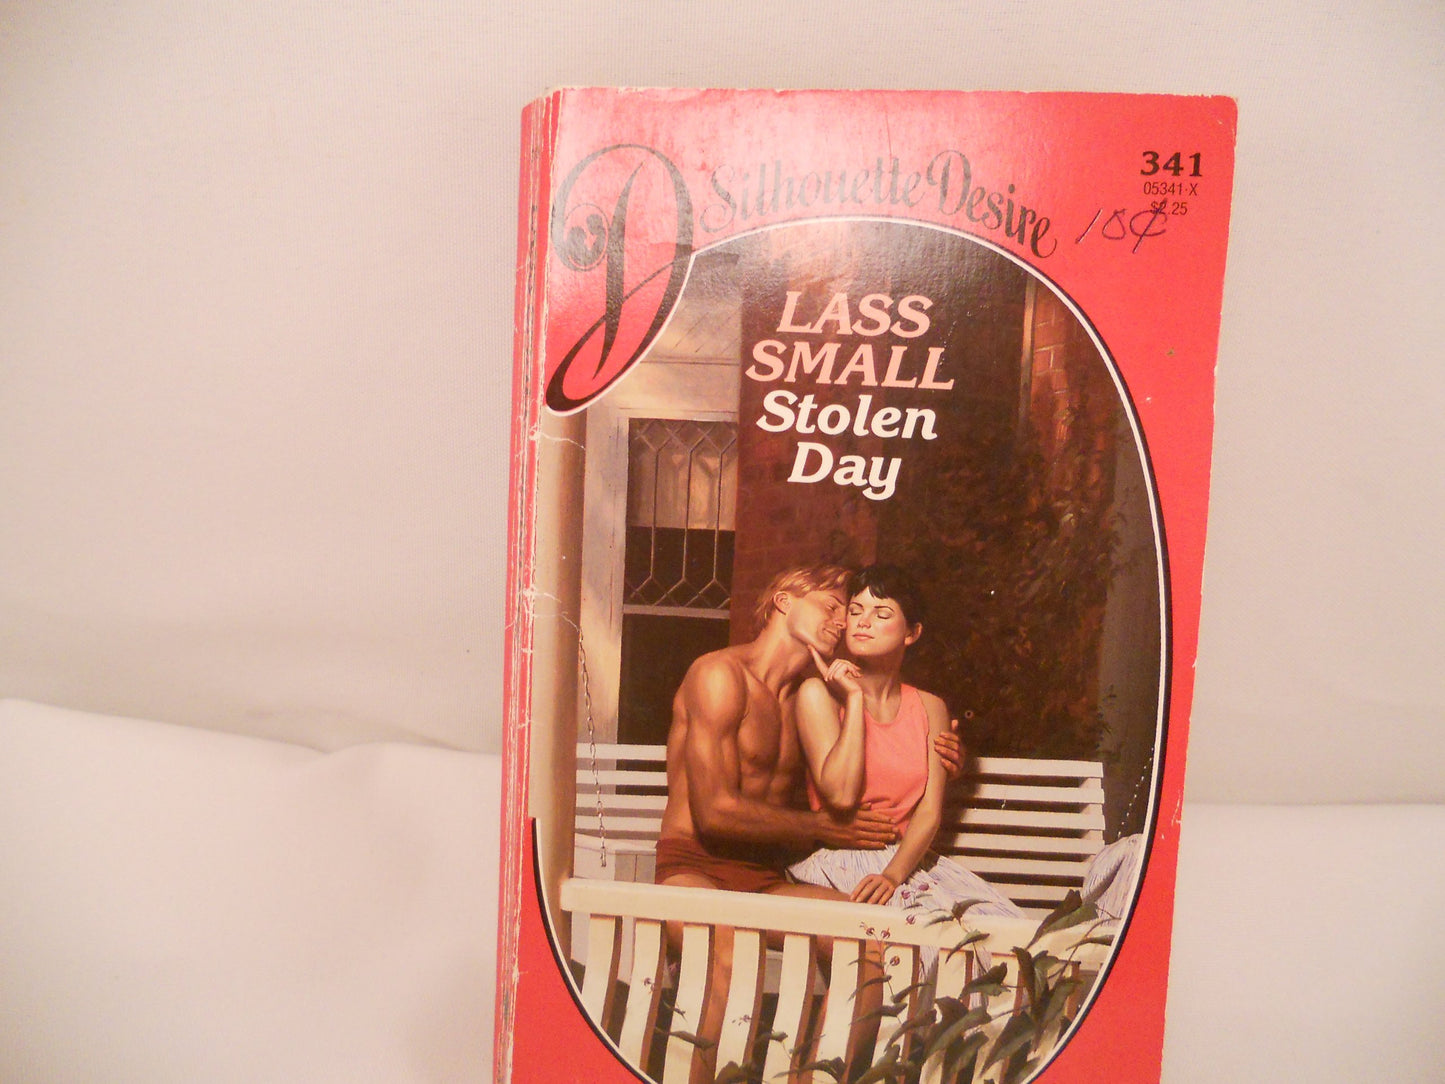 D
Silhouette Desire
341
05341-X
$2.25
10¢
LASS
SMALL
Stolen
Day